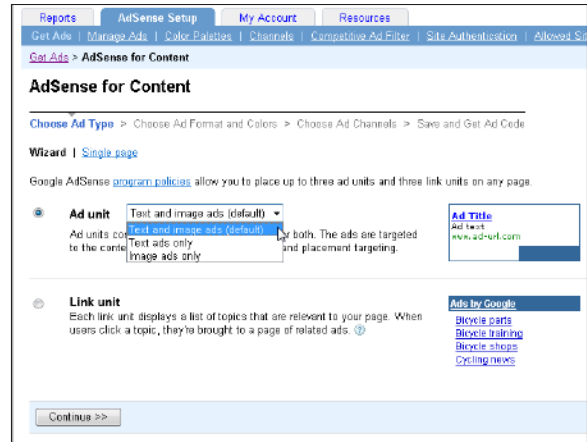 Reports AdSense Setup My Account Resources
Get Ads | Manage Ads | Color Palettes | Channels | Competitive Ad Filter | Site Authentication | Allowed
Get Ads > AdSense for Content
AdSense for Content
Choose Ad Type > Choose Ad Format and Colors > Choose Ad Channels > Save and Get Ad Code
Wizard | Single page
Google AdSense program policies allow you to place up to three ad units and three link units on any page.
Ad unit Text and image ads (default)
Text and image ads (default)
Text ads only
Image ads only
Ad units both. The ads are targeted
to the and placement targeting.
Ad Title
Ad text
www.ad-url.com
Link unit
Each link unit displays a list of topics that are relevant to your page. When
users click a topic, they're brought to a page of related ads. ?
Ads by Google
Bicycle parts
Bicycle training
Bicycle shops
Cycling news
Continue >>